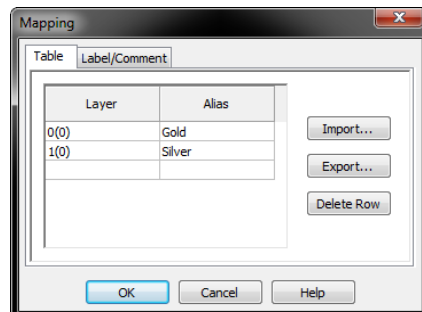 Mapping
Table Label/Comment
Layer Alias
0(0) Gold
1(0) Silver
Import...
Export...
Delete Row
OK Cancel Help